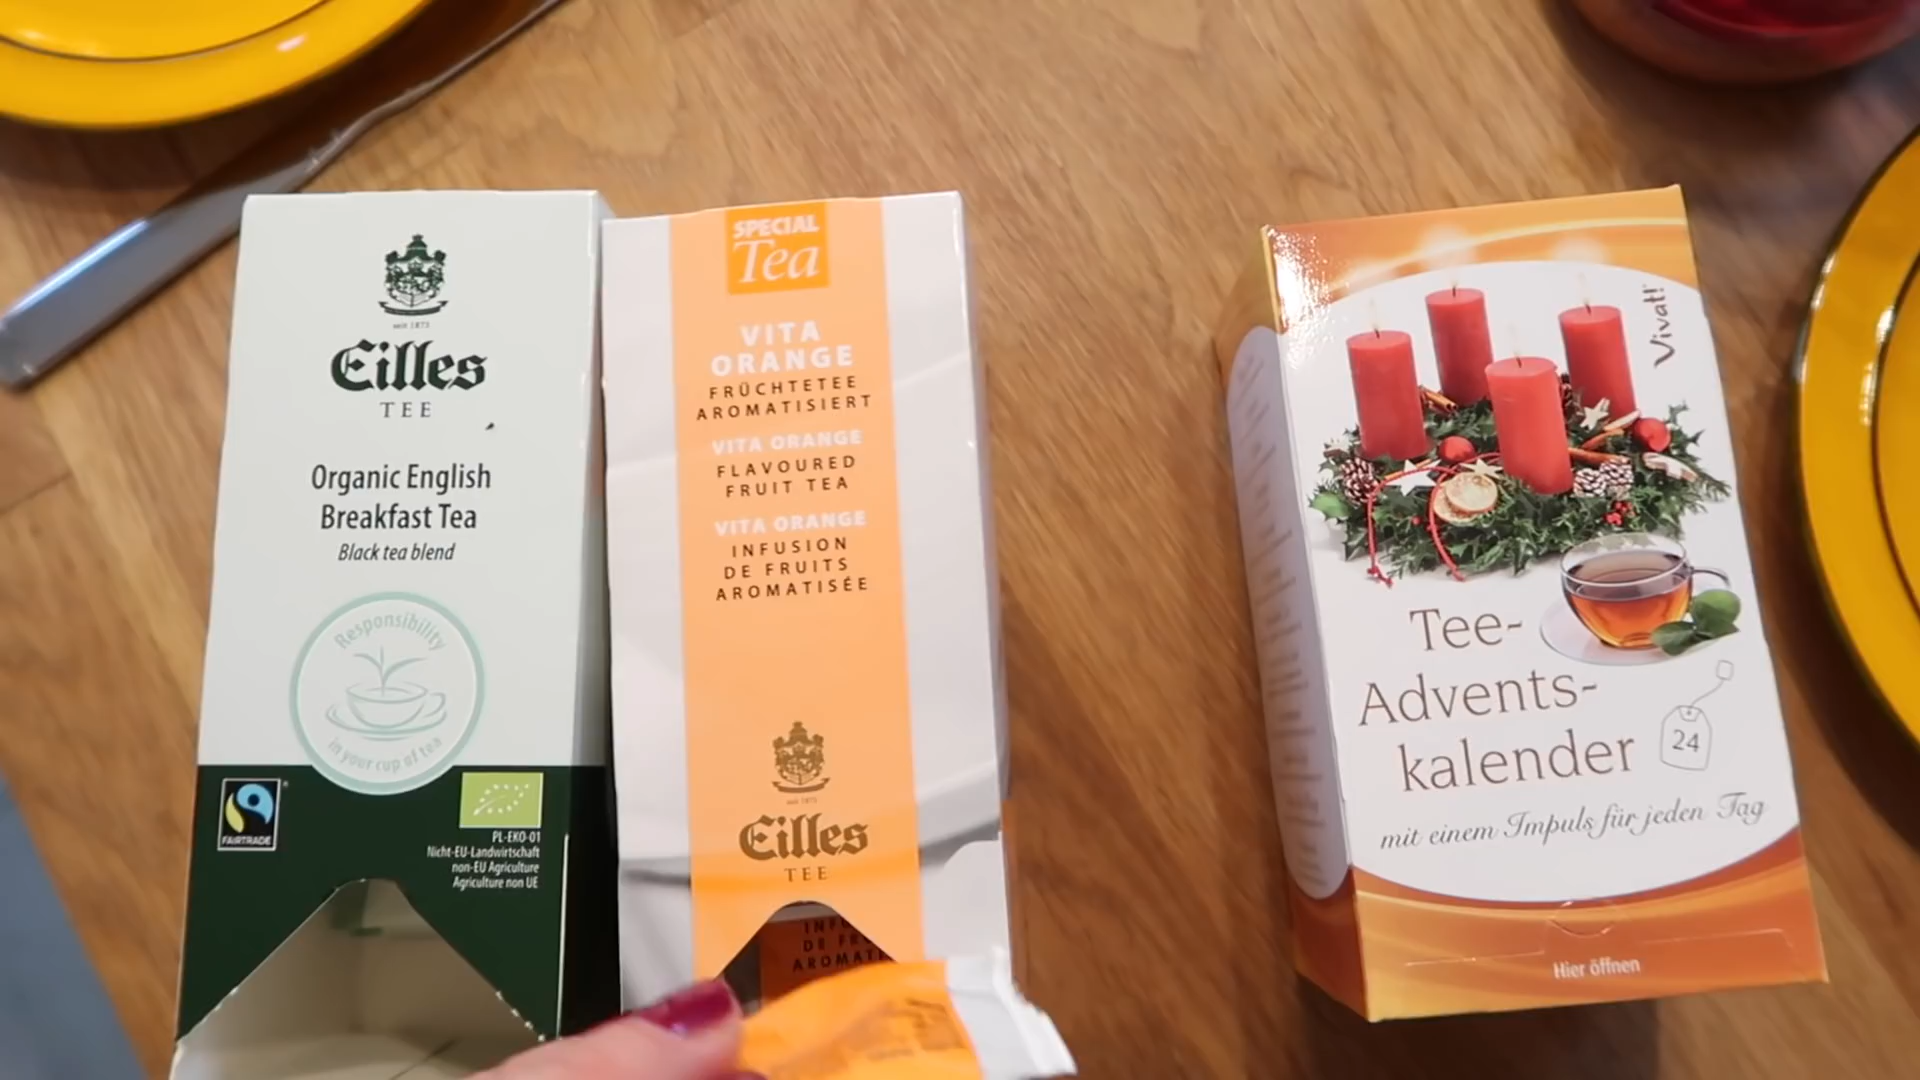 seit 1873
Eilles
TEE
Organic English
Breakfast Tea
Black tea blend
Responsibility
in your cup of tea
FAIRTRADE
PL-EKO-01
Nicht-EU-Landwirtschaft
non-EU Agriculture
Agriculture non UE
SPECIAL
Tea
VITA
ORANGE
FRÜCHTETEE
AROMATISIERT
VITA ORANGE
FLAVOURED
FRUIT TEA
VITA ORANGE
INFUSION
DE FRUITS
AROMATISÉE
seit 1873
Eilles
TEE
Vivat!
Tee-
Advents-
kalender
24
mit einem Impuls für jeden Tag
Hier öffnen